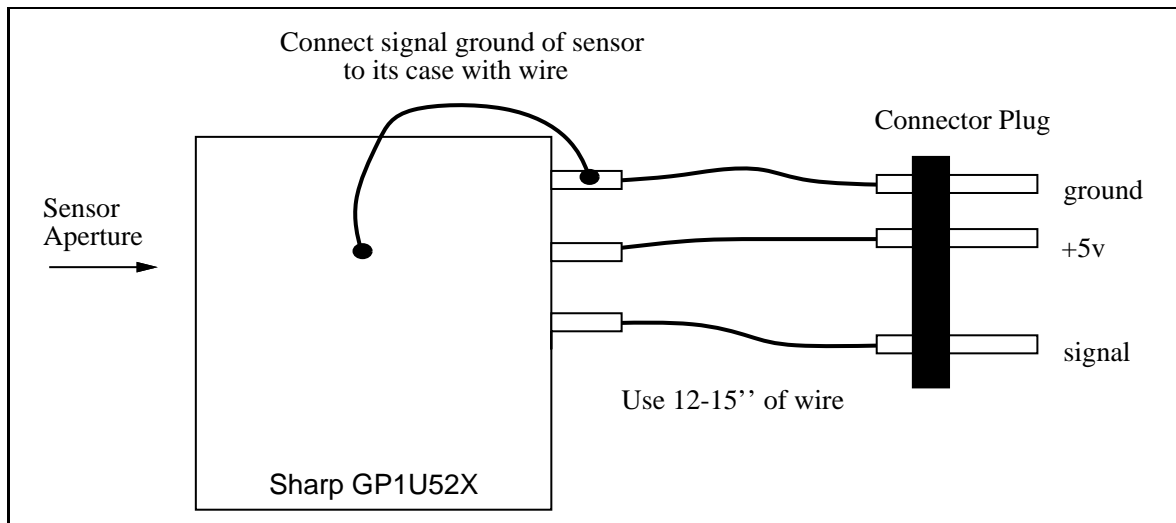 Connect signal ground of sensor
to its case with wire
Connector Plug
ground
Sensor
Aperture
+5v
signal
Use 12-15’’ of wire
Sharp GP1U52X